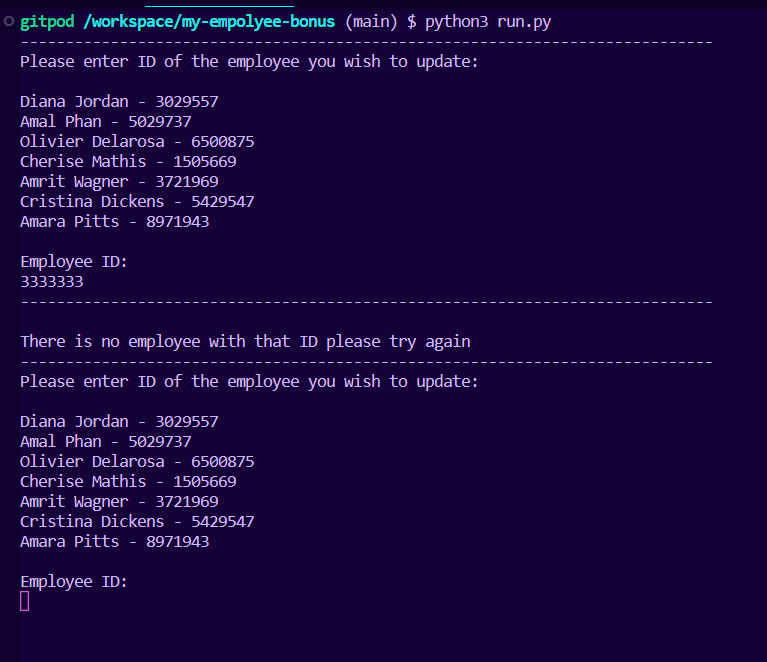 gitpod /workspace/my-empolyee-bonus (main) $ python3 run.py
-----------------------------------------------------------------------------
Please enter ID of the employee you wish to update:
Diana Jordan - 3029557
Amal Phan - 5029737
Olivier Delarosa - 6500875
Cherise Mathis - 1505669
Amrit Wagner - 3721969
Cristina Dickens - 5429547
Amara Pitts - 8971943
Employee ID:
3333333
-----------------------------------------------------------------------------
There is no employee with that ID please try again
-----------------------------------------------------------------------------
Please enter ID of the employee you wish to update:
Diana Jordan - 3029557
Amal Phan - 5029737
Olivier Delarosa - 6500875
Cherise Mathis - 1505669
Amrit Wagner - 3721969
Cristina Dickens - 5429547
Amara Pitts - 8971943
Employee ID: